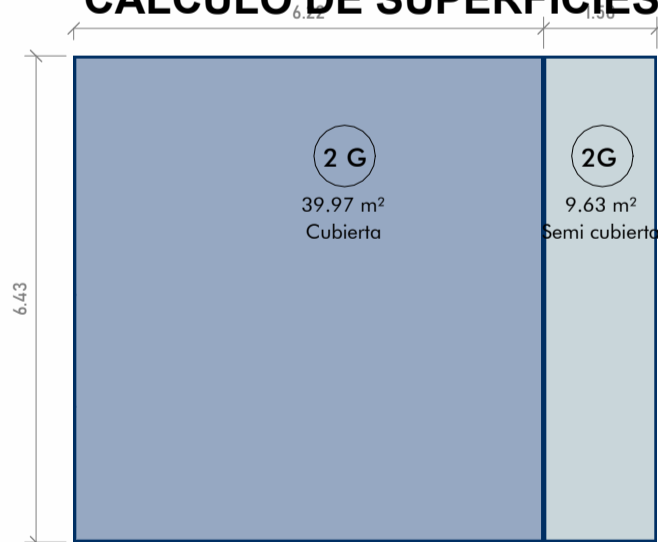 CALCULO DE SUPERFICIES
6.22
1.50
6.43
2 G
39.97 m²
Cubierta
2G
9.63 m²
Semi cubierta